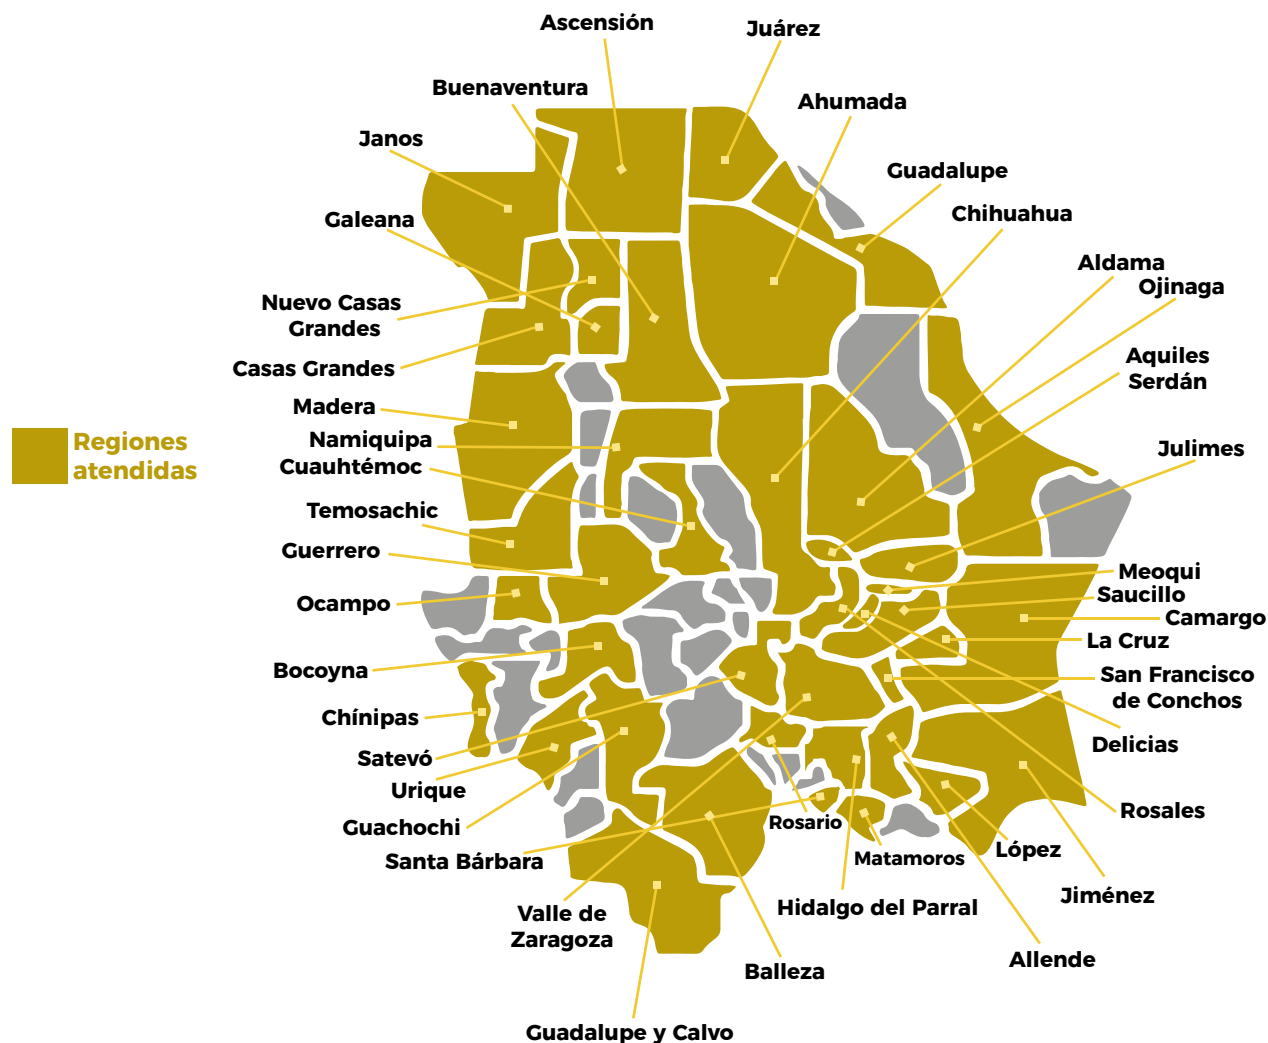 Ascensión
Juárez
Buenaventura
Ahumada
Janos
Guadalupe
Galeana
Chihuahua
Aldama
Ojinaga
Nuevo Casas
Grandes
Aquiles
Serdán
Casas Grandes
Madera
Regiones
atendidas
Namiquipa
Cuauhtémoc
Julimes
Temosachic
Guerrero
Meoqui
Saucillo
Ocampo
Camargo
La Cruz
Bocoyna
San Francisco
de Conchos
Chínipas
Delicias
Satevó
Urique
Rosales
Guachochi
Rosario
Santa Bárbara
Matamoros
López
Jiménez
Valle de
Zaragoza
Hidalgo del Parral
Allende
Balleza
Guadalupe y Calvo